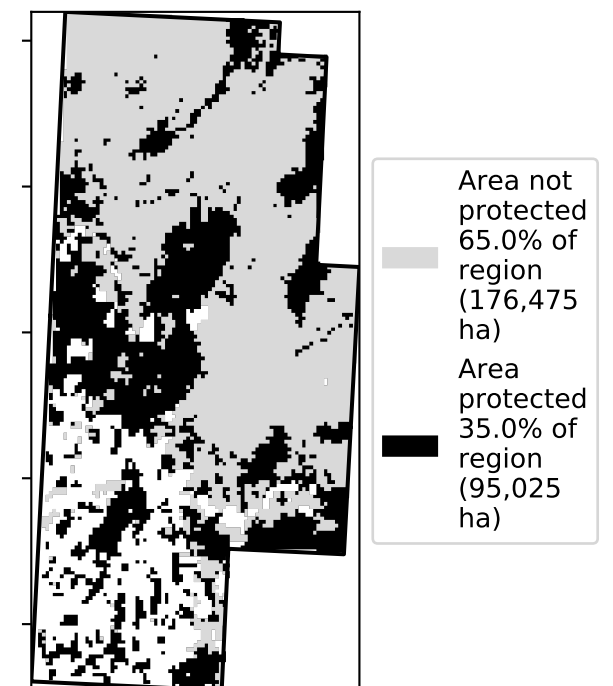 Area not
protected
65.0% of
region
(176,475
ha)
Area
protected
35.0% of
region
(95,025
ha)